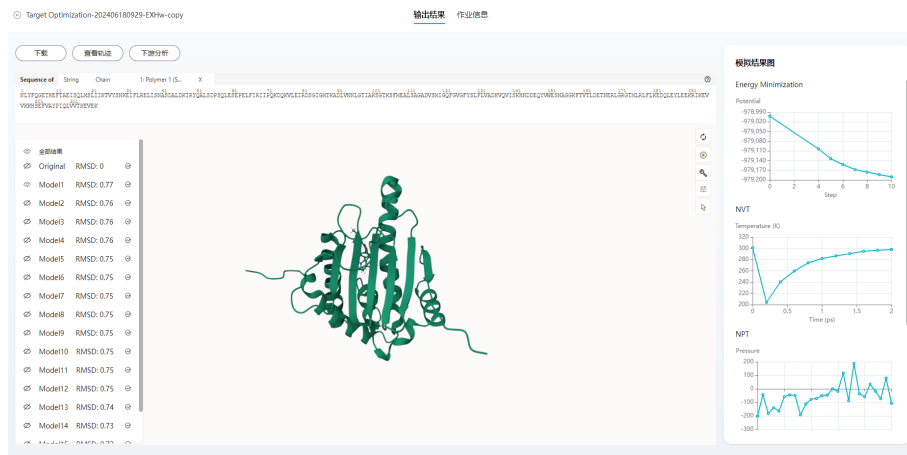 Target Optimization-202406180929-EXHw-copy
输出结果 作业信息
下载 查看轨迹 下游分析
Sequence of String Chain 1: Polymer 1 (S... X
全部结果
Original RMSD: 0
Model1 RMSD: 0.77
Model2 RMSD: 0.76
Model3 RMSD: 0.76
Model4 RMSD: 0.76
Model5 RMSD: 0.75
Model6 RMSD: 0.75
Model7 RMSD: 0.75
Model8 RMSD: 0.75
Model9 RMSD: 0.75
Model10 RMSD: 0.75
Model11 RMSD: 0.75
Model12 RMSD: 0.75
Model13 RMSD: 0.74
Model14 RMSD: 0.73
模拟结果图
Energy Minimization
Potential
-978,990
-979,020
-979,050
-979,080
-979,110
-979,140
-979,170
-979,200
0 2 4 6 8 10
Step
NVT
Temperature (K)
320
300
280
260
240
220
200
0 0.5 1 1.5 2
Time (ps)
NPT
Pressure
200
100
0
-100
-200
-300